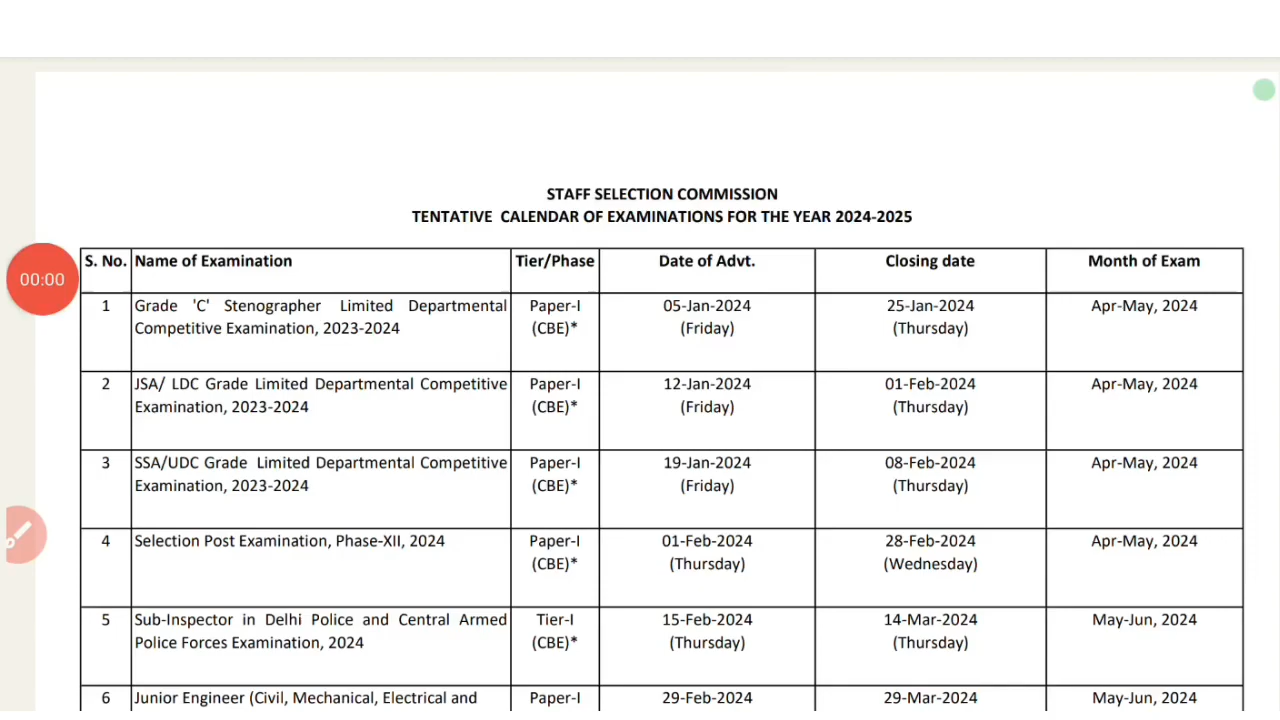 STAFF SELECTION COMMISSION
TENTATIVE CALENDAR OF EXAMINATIONS FOR THE YEAR 2024-2025
S. No. Name of Examination Tier/Phase Date of Advt. Closing date Month of Exam
00:00
1 Grade 'C' Stenographer Limited Departmental Paper-I 05-Jan-2024 25-Jan-2024 Apr-May, 2024
Competitive Examination, 2023-2024 (CBE)* (Friday) (Thursday)
2 JSA/ LDC Grade Limited Departmental Competitive Paper-I 12-Jan-2024 01-Feb-2024 Apr-May, 2024
Examination, 2023-2024 (CBE)* (Friday) (Thursday)
3 SSA/UDC Grade Limited Departmental Competitive Paper-I 19-Jan-2024 08-Feb-2024 Apr-May, 2024
Examination, 2023-2024 (CBE)* (Friday) (Thursday)
4 Selection Post Examination, Phase-XII, 2024 Paper-I 01-Feb-2024 28-Feb-2024 Apr-May, 2024
(CBE)* (Thursday) (Wednesday)
5 Sub-Inspector in Delhi Police and Central Armed Tier-I 15-Feb-2024 14-Mar-2024 May-Jun, 2024
Police Forces Examination, 2024 (CBE)* (Thursday) (Thursday)
6 Junior Engineer (Civil, Mechanical, Electrical and Paper-I 29-Feb-2024 29-Mar-2024 May-Jun, 2024